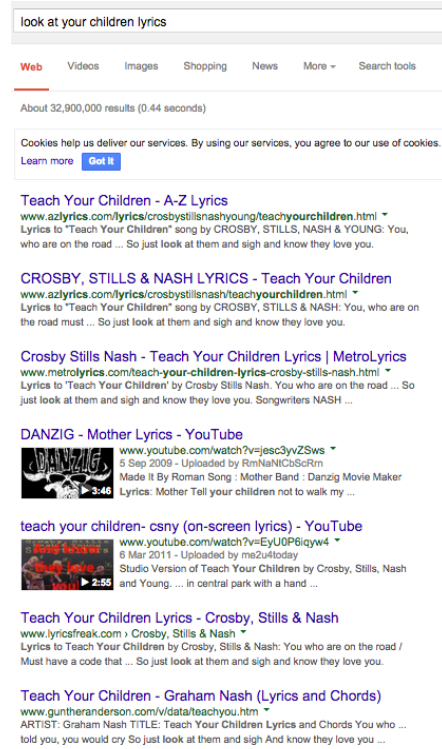 look at your children lyrics
Web Videos Images Shopping News More Search tools
About 32,900,000 results (0.44 seconds)
Cookies help us deliver our services. By using our services, you agree to our use of cookies.
Learn more Got it
Teach Your Children - A-Z Lyrics
www.azlyrics.com/lyrics/crosbystillsnashyoung/teachyourchildren.html
Lyrics to "Teach Your Children" song by CROSBY, STILLS, NASH & YOUNG: You,
who are on the road ... So just look at them and sigh and know they love you.
CROSBY, STILLS & NASH LYRICS - Teach Your Children
www.azlyrics.com/lyrics/crosbystillsnash/teachyourchildren.html
Lyrics to "Teach Your Children" song by CROSBY, STILLS & NASH: You, who are on
the road must ... So just look at them and sigh and know they love you.
Crosby Stills Nash - Teach Your Children Lyrics | MetroLyrics
www.metrolyrics.com/teach-your-children-lyrics-crosby-stills-nash.html
Lyrics to 'Teach Your Children' by Crosby Stills Nash. You who are on the road ... So
just look at them and sigh and know they love you. Songwriters NASH ...
DANZIG - Mother Lyrics - YouTube
www.youtube.com/watch?v=jesc3yvZSws
5 Sep 2009 - Uploaded by RmNaNtCbScRrn
Made It By Roman Song : Mother Band : Danzig Movie Maker
Lyrics: Mother Tell your children not to walk my ...
DANZIG
3:46
teach your children- csny (on-screen lyrics) - YouTube
www.youtube.com/watch?v=EyU0P6iqyw4
6 Mar 2011 - Uploaded by me2u4today
Studio Version of Teach Your Children by Crosby, Stills, Nash
and Young. ... in central park with a hand ...
they love
you
2:55
Teach Your Children Lyrics - Crosby, Stills & Nash
www.lyricsfreak.com › Crosby, Stills & Nash
Lyrics to Teach Your Children by Crosby, Stills & Nash: You who are on the road /
Must have a code that ... So just look at them and sigh and know they love you.
Teach Your Children - Graham Nash (Lyrics and Chords)
www.guntheranderson.com/v/data/teachyou.htm
ARTIST: Graham Nash TITLE: Teach Your Children Lyrics and Chords You who ...
told you, you would cry So just look at them and sigh And know they love you ...